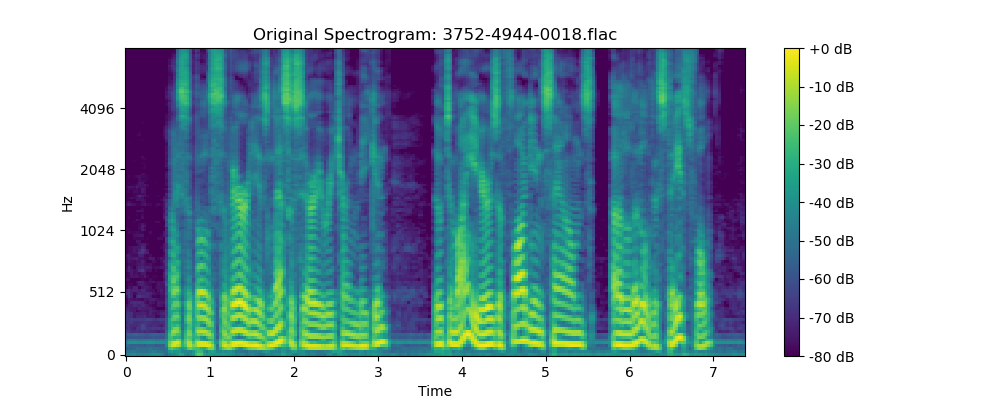 Original Spectrogram: 3752-4944-0018.flac
Hz
4096
2048
1024
512
0
0 1 2 3 4 5 6 7
Time
+0 dB
-10 dB
-20 dB
-30 dB
-40 dB
-50 dB
-60 dB
-70 dB
-80 dB